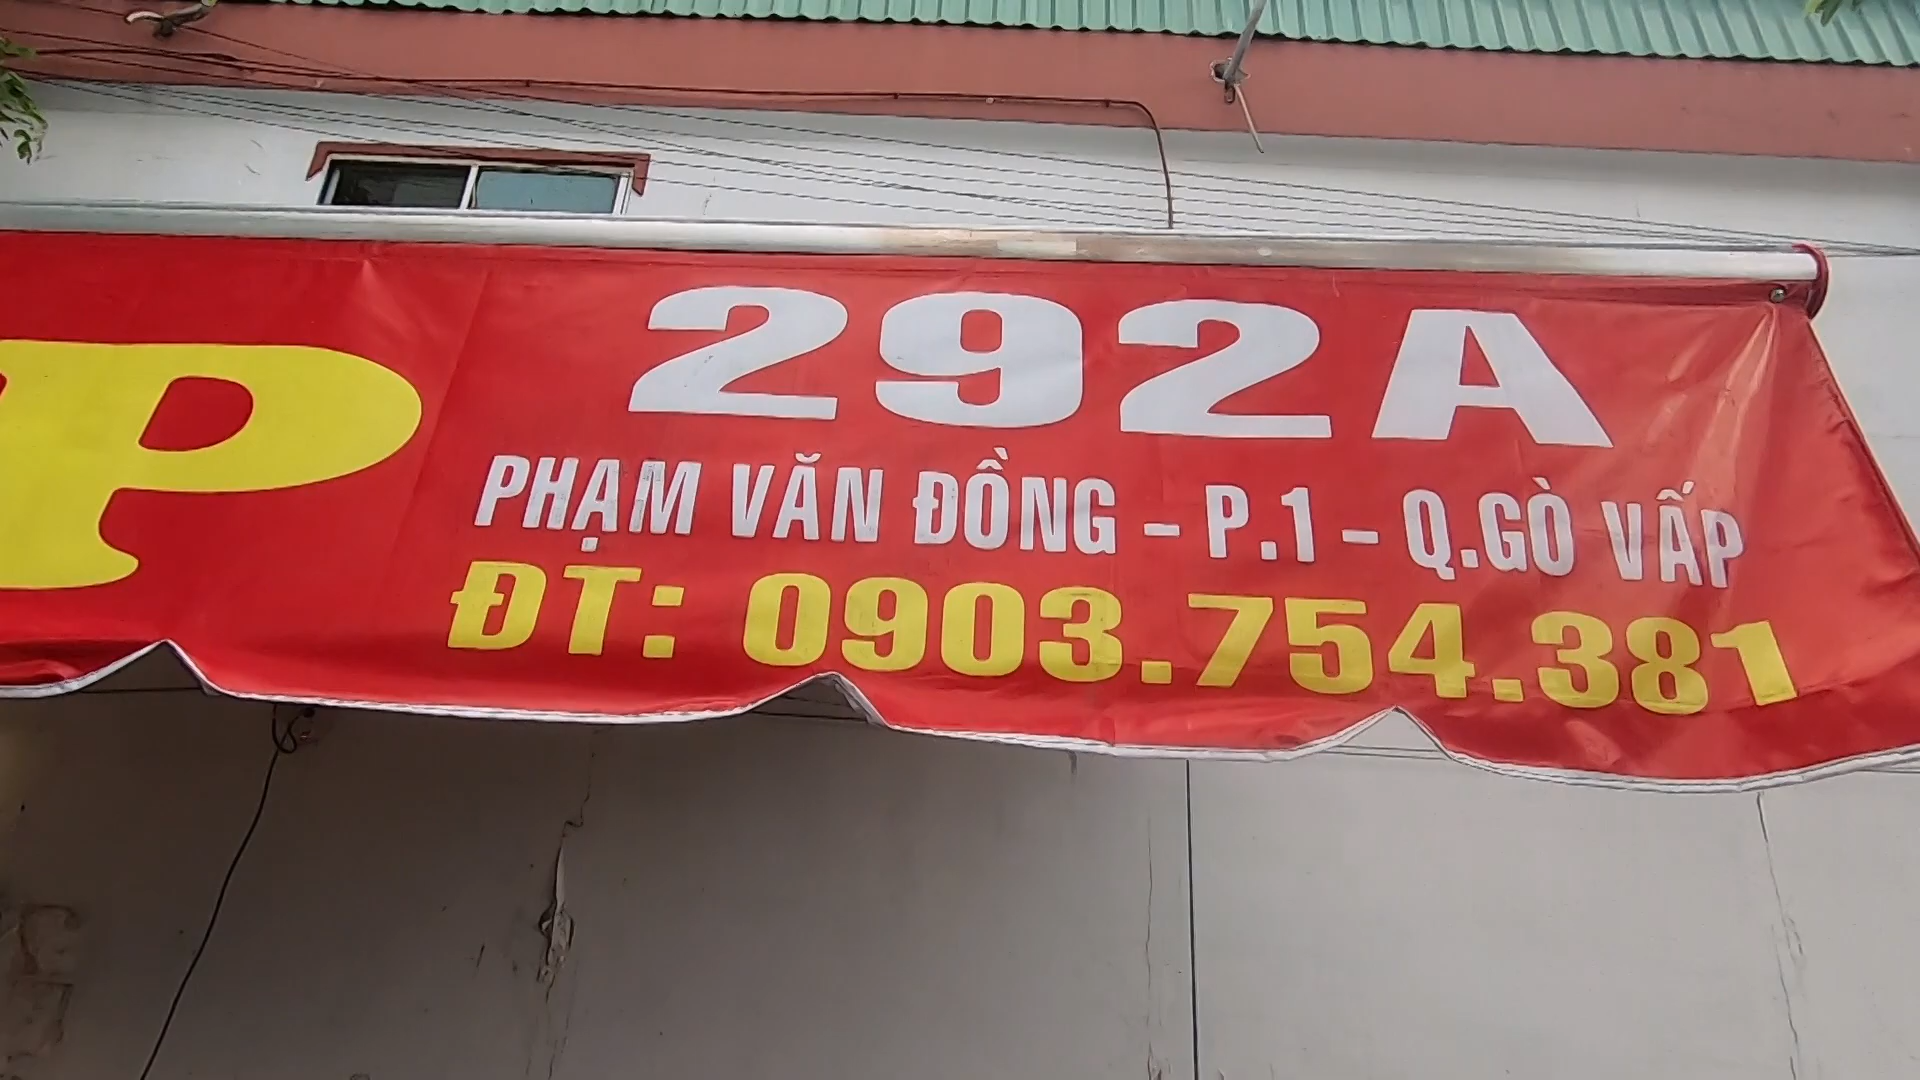 P
292A
PHẠM VĂN ĐỒNG - P.1 - Q.GÒ VẤP
ĐT: 0903.754.381